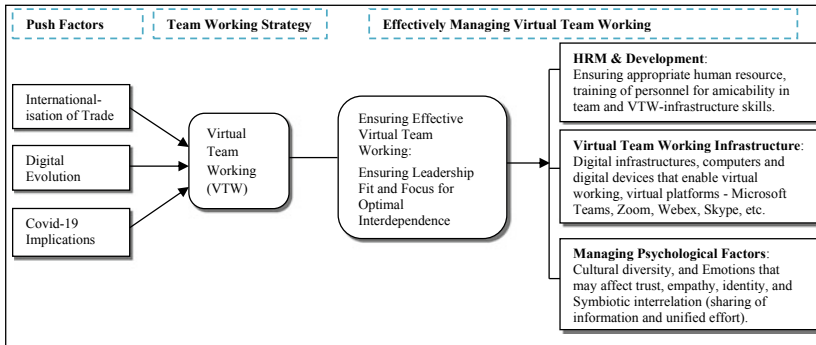 Push Factors
Team Working Strategy
Effectively Managing Virtual Team Working
International-
isation of Trade
Digital
Evolution
Covid-19
Implications
Virtual
Team
Working
(VTW)
Ensuring Effective
Virtual Team
Working:
Ensuring Leadership
Fit and Focus for
Optimal
Interdependence
HRM & Development:
Ensuring appropriate human resource,
training of personnel for amicability in
team and VTW-infrastructure skills.
Virtual Team Working Infrastructure:
Digital infrastructures, computers and
digital devices that enable virtual
working, virtual platforms - Microsoft
Teams, Zoom, Webex, Skype, etc.
Managing Psychological Factors:
Cultural diversity, and Emotions that
may affect trust, empathy, identity, and
Symbiotic interrelation (sharing of
information and unified effort).